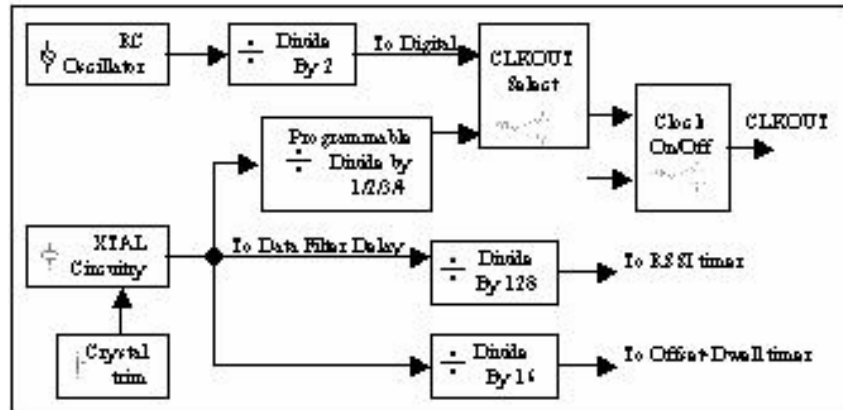 RC
Oscillator
÷ Divide
By 2
To Digital
CLKOUT
Select
Clock
On/Off
CLKOUT
Programmable
÷ Divide by
1/2/3/4
XTAL
Circuitry
To Data Filter Delay
÷ Divide
By 128
To RSSI timer
Crystal
trim
÷ Divide
By 16
To Offset-Dwell timer